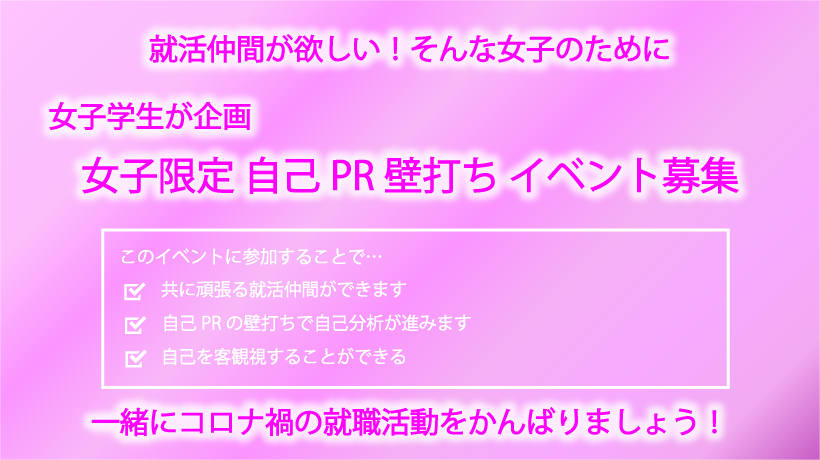 就活仲間が欲しい！そんな女子のために
女子学生が企画
女子限定 自己 PR 壁打ち イベント募集
このイベントに参加することで…
共に頑張る就活仲間ができます
自己 PR の壁打ちで自己分析が進みます
自己を客観視することができる
一緒にコロナ禍の就職活動をかんばりましょう！